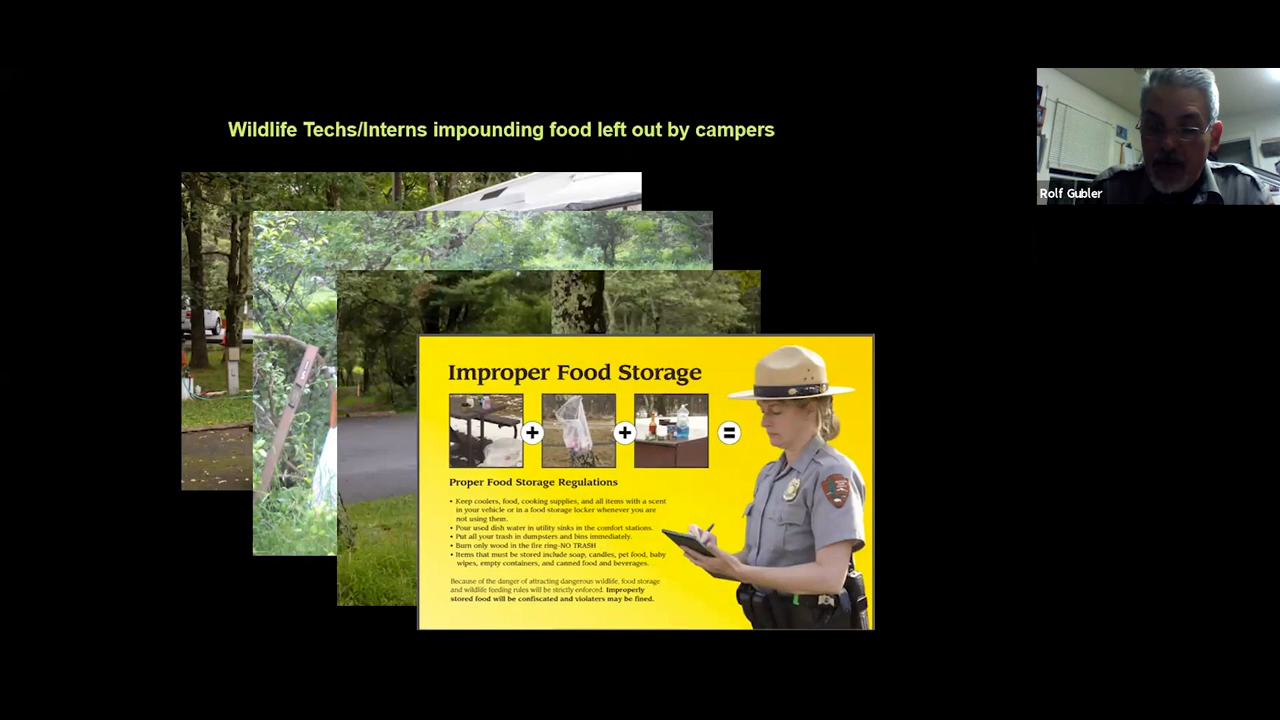 Wildlife Techs/Interns impounding food left out by campers
Rolf Gubler
Improper Food Storage
Proper Food Storage Regulations
• Keep coolers, food, cooking supplies, and all items with a scent
in your vehicle or in a food storage locker whenever you are
not using them.
• Pour used dish water in utility sinks in the comfort stations.
• Put all your trash in dumpsters and bins immediately.
• Burn only wood in the fire ring-NO TRASH
• Items that must be stored include soap, candles, pet food, baby
wipes, empty containers, and canned food and beverages.
Because of the danger of attracting dangerous wildlife, food storage
and wildlife feeding rules will be strictly enforced. Improperly
stored food will be confiscated and violaters may be fined.